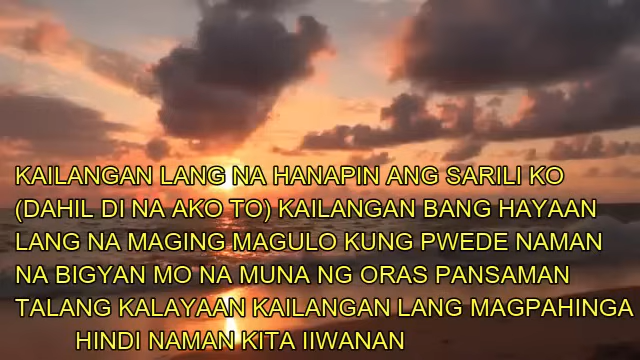 KAILANGAN LANG NA HANAPIN ANG SARILI KO
(DAHIL DI NA AKO TO) KAILANGAN BANG HAYAAN
LANG NA MAGING MAGULO KUNG PWEDE NAMAN
NA BIGYAN MO NA MUNA NG ORAS PANSAMAN
TALANG KALAYAAN KAILANGAN LANG MAGPAHINGA
HINDI NAMAN KITA IIWANAN